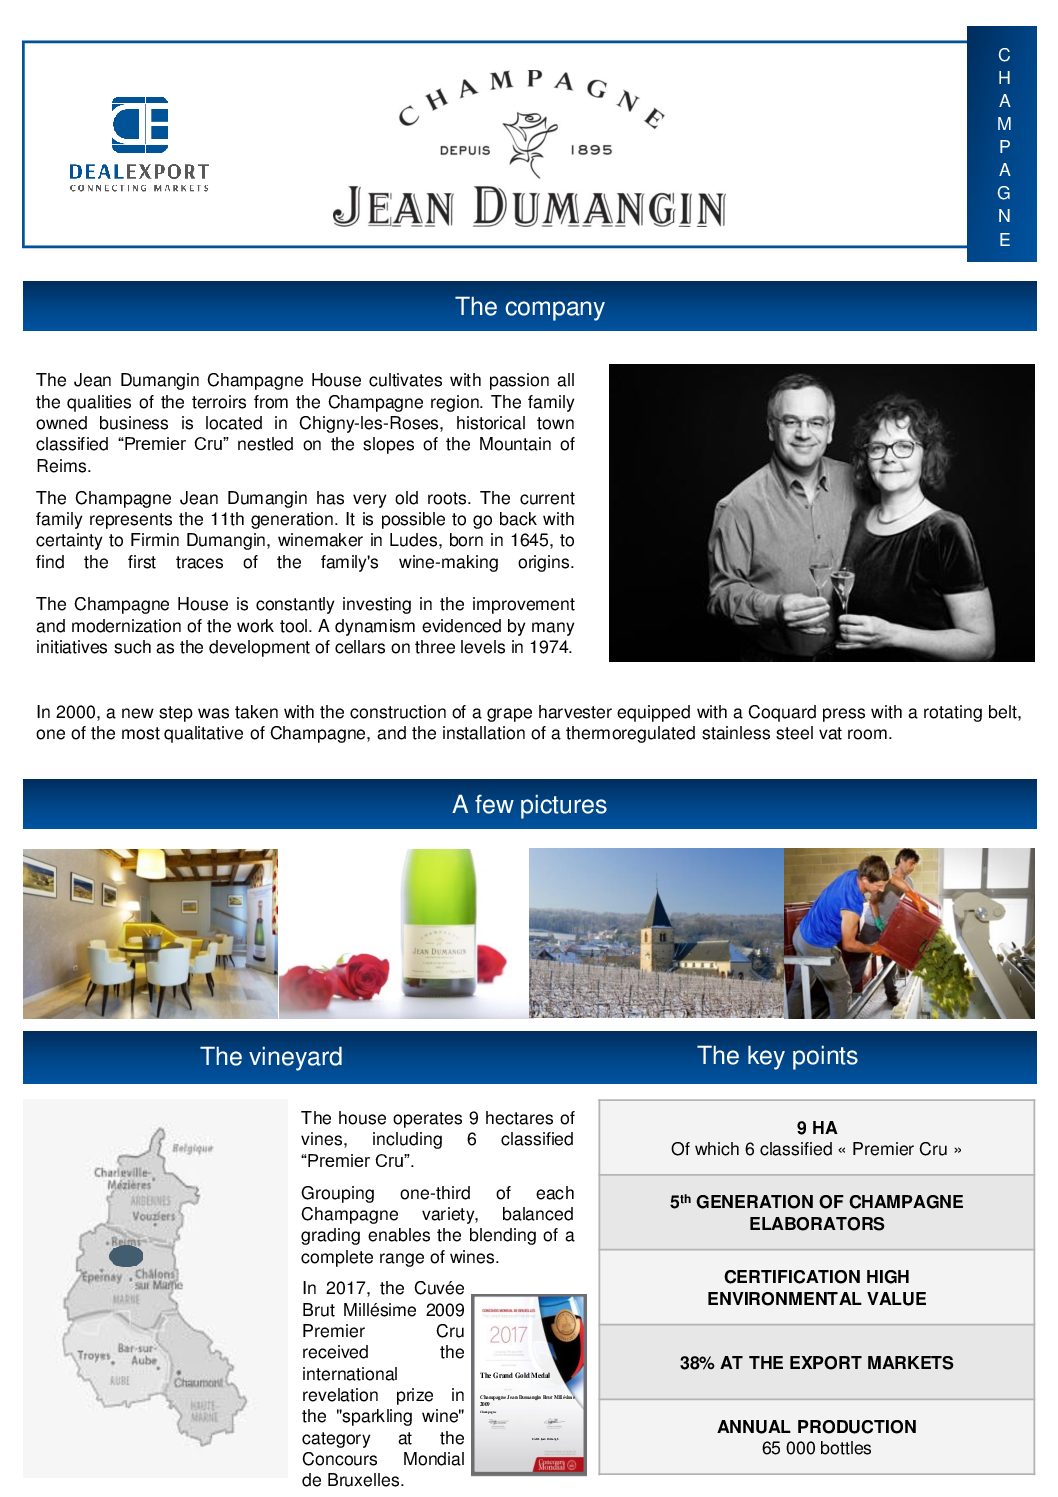 CHAMPAGNE
DEPUIS 1895
JEAN DUMANGIN
DEALEXPORT
CONNECTING MARKETS
C
H
A
M
P
A
G
N
E
The company
The Jean Dumangin Champagne House cultivates with passion all
the qualities of the terroirs from the Champagne region. The family
owned business is located in Chigny-les-Roses, historical town
classified “Premier Cru” nestled on the slopes of the Mountain of
Reims.
The Champagne Jean Dumangin has very old roots. The current
family represents the 11th generation. It is possible to go back with
certainty to Firmin Dumangin, winemaker in Ludes, born in 1645, to
find the first traces of the family's wine-making origins.
The Champagne House is constantly investing in the improvement
and modernization of the work tool. A dynamism evidenced by many
initiatives such as the development of cellars on three levels in 1974.
In 2000, a new step was taken with the construction of a grape harvester equipped with a Coquard press with a rotating belt,
one of the most qualitative of Champagne, and the installation of a thermoregulated stainless steel vat room.
A few pictures
CHAMPAGNE
JEAN DUMANGIN
The vineyard
The key points
Belgique
Charleville-
Mézières
ARDENNES
Vouziers
Reims
Epernay
Châlons
sur Marne
MARNE
Troyes
Bar-sur-
Aube
AUBE
Chaumont
HAUTE-
MARNE
The house operates 9 hectares of
vines, including 6 classified
“Premier Cru”.
Grouping one-third of each
Champagne variety, balanced
grading enables the blending of a
complete range of wines.
In 2017, the Cuvée
Brut Millésime 2009
Premier Cru
received the
international
revelation prize in
the "sparkling wine"
category at the
Concours Mondial
de Bruxelles.
CONCOURS MONDIAL DE BRUXELLES
2017
The Grand Gold Medal
Champagne Jean Dumangin Brut Millésime
2009
Champagne
Concours
Mondial
9 HA
Of which 6 classified « Premier Cru »
5th GENERATION OF CHAMPAGNE
ELABORATORS
CERTIFICATION HIGH
ENVIRONMENTAL VALUE
38% AT THE EXPORT MARKETS
ANNUAL PRODUCTION
65 000 bottles